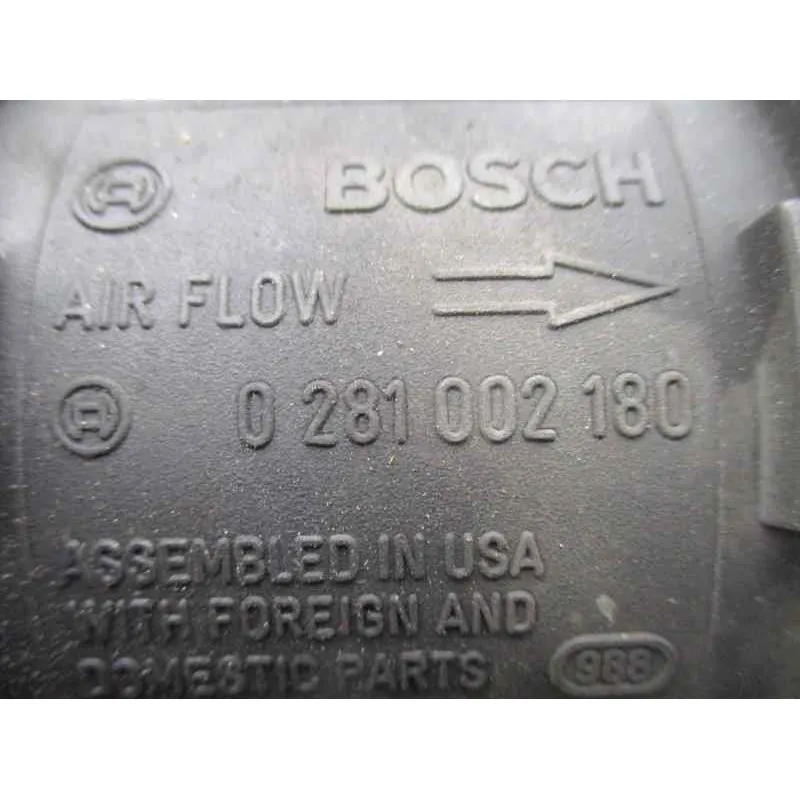 BOSCH
AIR FLOW
0 281 002 180
ASSEMBLED IN USA
WITH FOREIGN AND
DOMESTIC PARTS
988